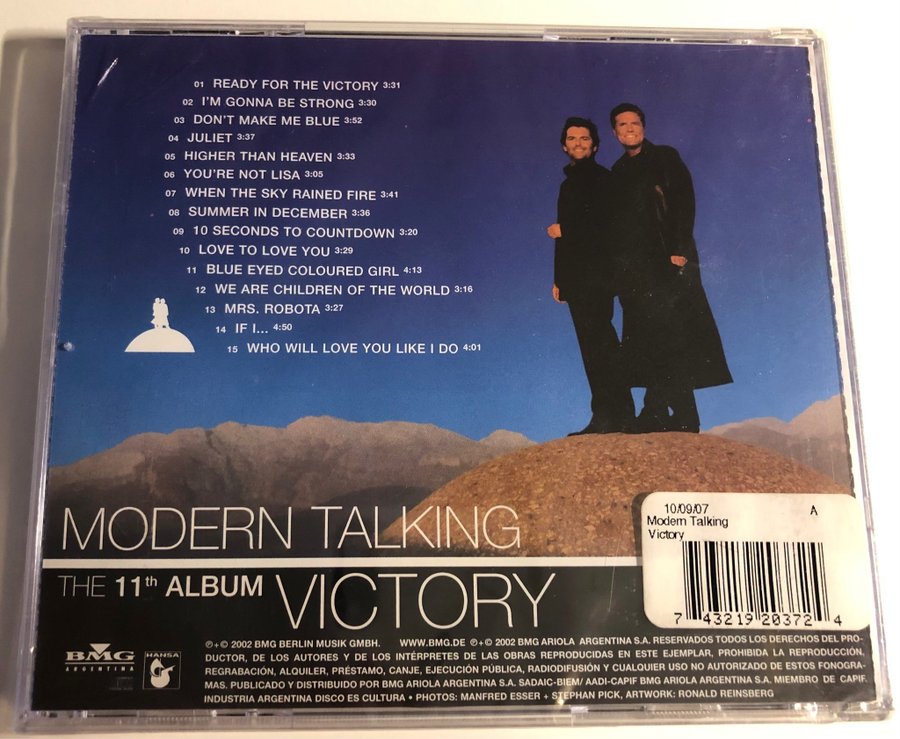 01 READY FOR THE VICTORY 3:31
02 I'M GONNA BE STRONG 3:30
03 DON'T MAKE ME BLUE 3:52
04 JULIET 3:37
05 HIGHER THAN HEAVEN 3:33
06 YOU'RE NOT LISA 3:05
07 WHEN THE SKY RAINED FIRE 3:41
08 SUMMER IN DECEMBER 3:36
09 10 SECONDS TO COUNTDOWN 3:20
10 LOVE TO LOVE YOU 3:29
11 BLUE EYED COLOURED GIRL 4:13
12 WE ARE CHILDREN OF THE WORLD 3:16
13 MRS. ROBOTA 3:27
14 IF I... 4:50
15 WHO WILL LOVE YOU LIKE I DO 4:01
MODERN TALKING
THE 11th ALBUM VICTORY
10/09/07 A
Modern Talking
Victory
7 43219 20372 4
BMG
ARGENTINA
HANSA
℗+© 2002 BMG BERLIN MUSIK GMBH. WWW.BMG.DE ℗+© 2002 BMG ARIOLA ARGENTINA S.A. RESERVADOS TODOS LOS DERECHOS DEL PRO-
DUCTOR, DE LOS AUTORES Y DE LOS INTÉRPRETES DE LAS OBRAS REPRODUCIDAS EN ESTE EJEMPLAR, PROHIBIDA LA REPRODUCCIÓN,
REGRABACIÓN, ALQUILER, PRÉSTAMO, CANJE, EJECUCIÓN PÚBLICA, RADIODIFUSIÓN Y CUALQUIER USO NO AUTORIZADO DE ESTOS FONOGRA-
MAS. PUBLICADO Y DISTRIBUIDO POR BMG ARIOLA ARGENTINA S.A. SADAIC-BIEM/ AADI-CAPIF BMG ARIOLA ARGENTINA S.A. MIEMBRO DE CAPIF.
INDUSTRIA ARGENTINA DISCO ES CULTURA • PHOTOS: MANFRED ESSER + STEPHAN PICK, ARTWORK: RONALD REINSBERG